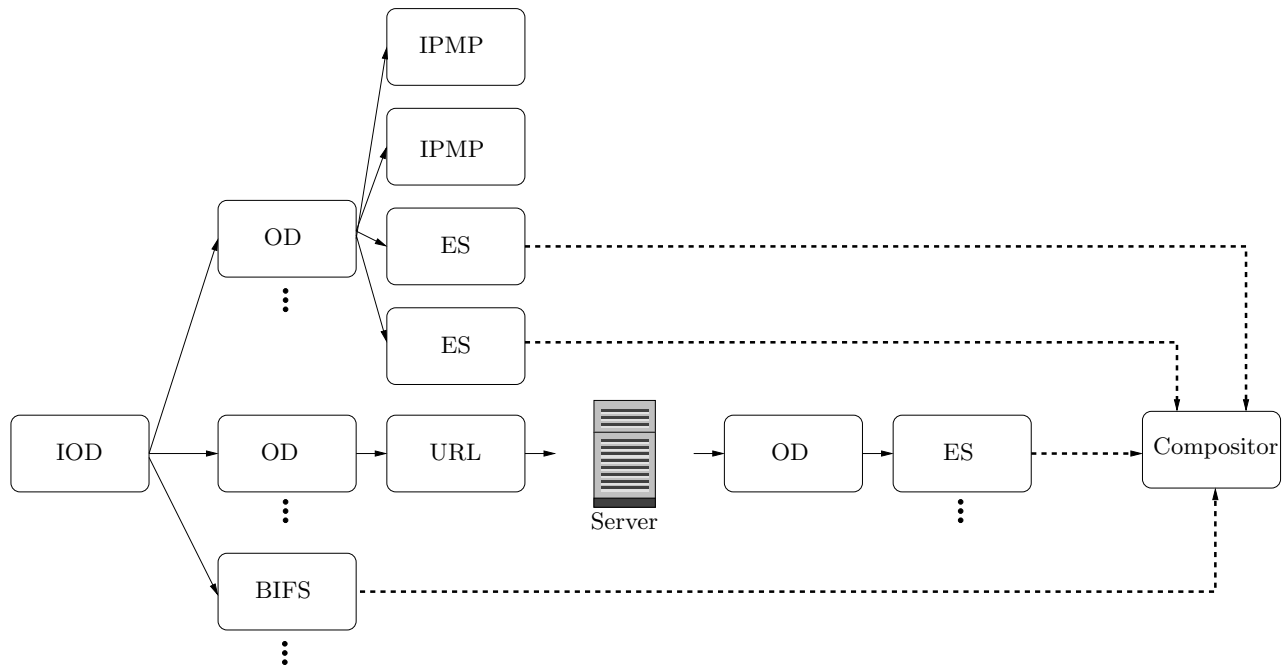 IPMP
IPMP
OD
ES
ES
IOD
OD
URL
Server
OD
ES
Compositor
BIFS